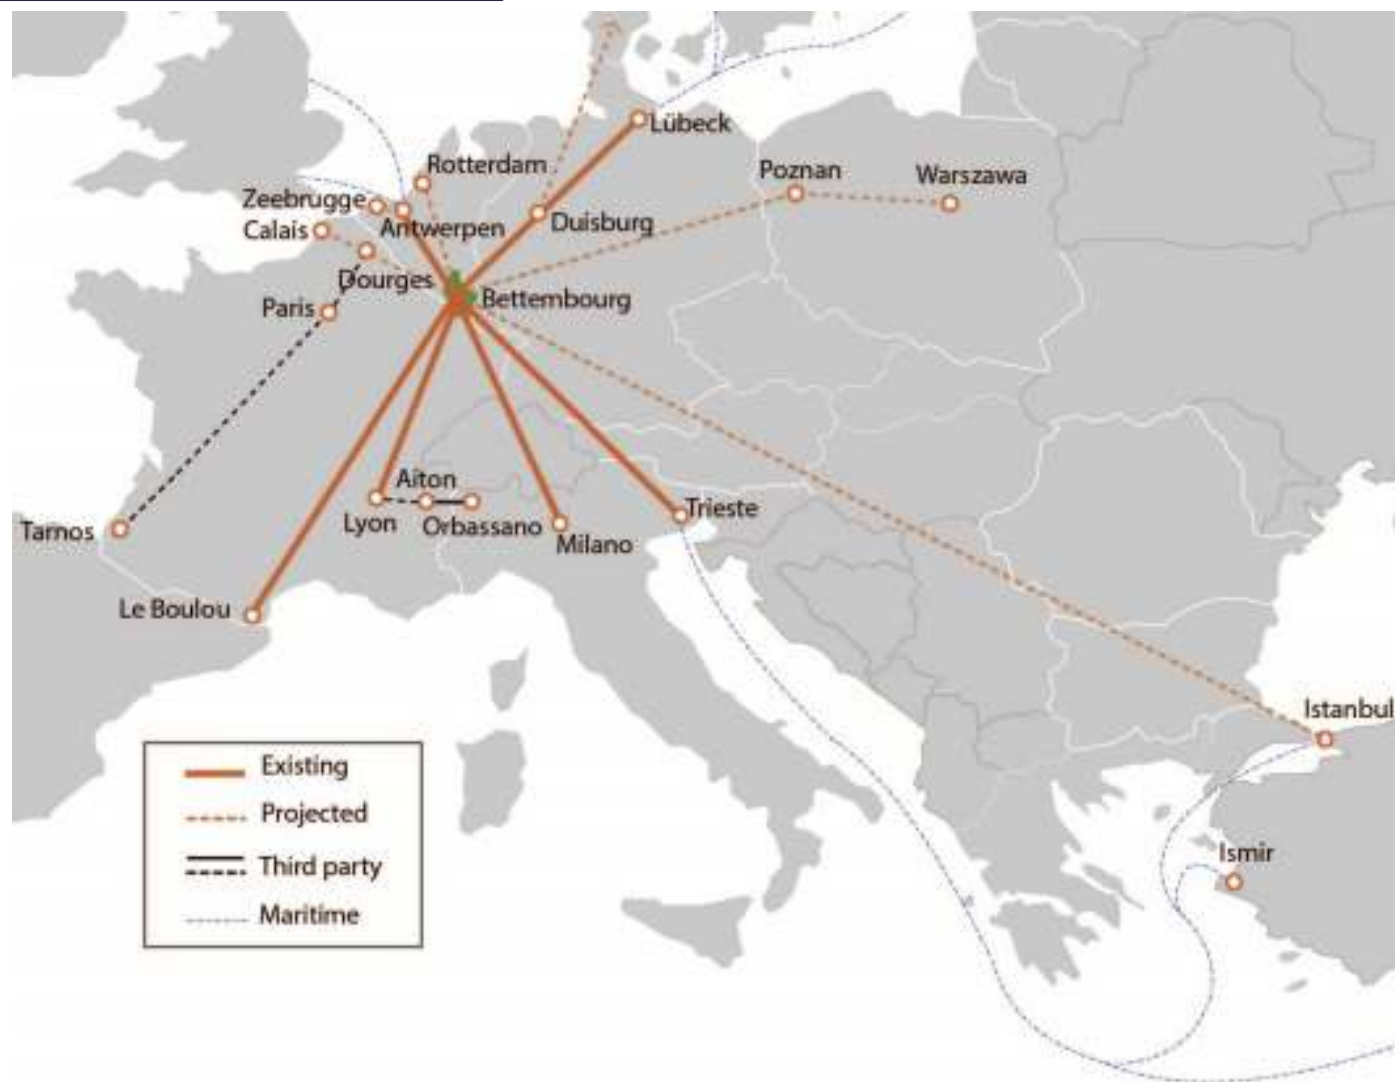 Lübeck
Rotterdam
Poznan
Warszawa
Zeebrugge
Antwerpen
Duisburg
Calais
Dourges
Bettembourg
Paris
Aiton
Lyon
Orbassano
Trieste
Milano
Tarnos
Le Boulou
Istanbul
Ismir
Existing
Projected
Third party
Maritime